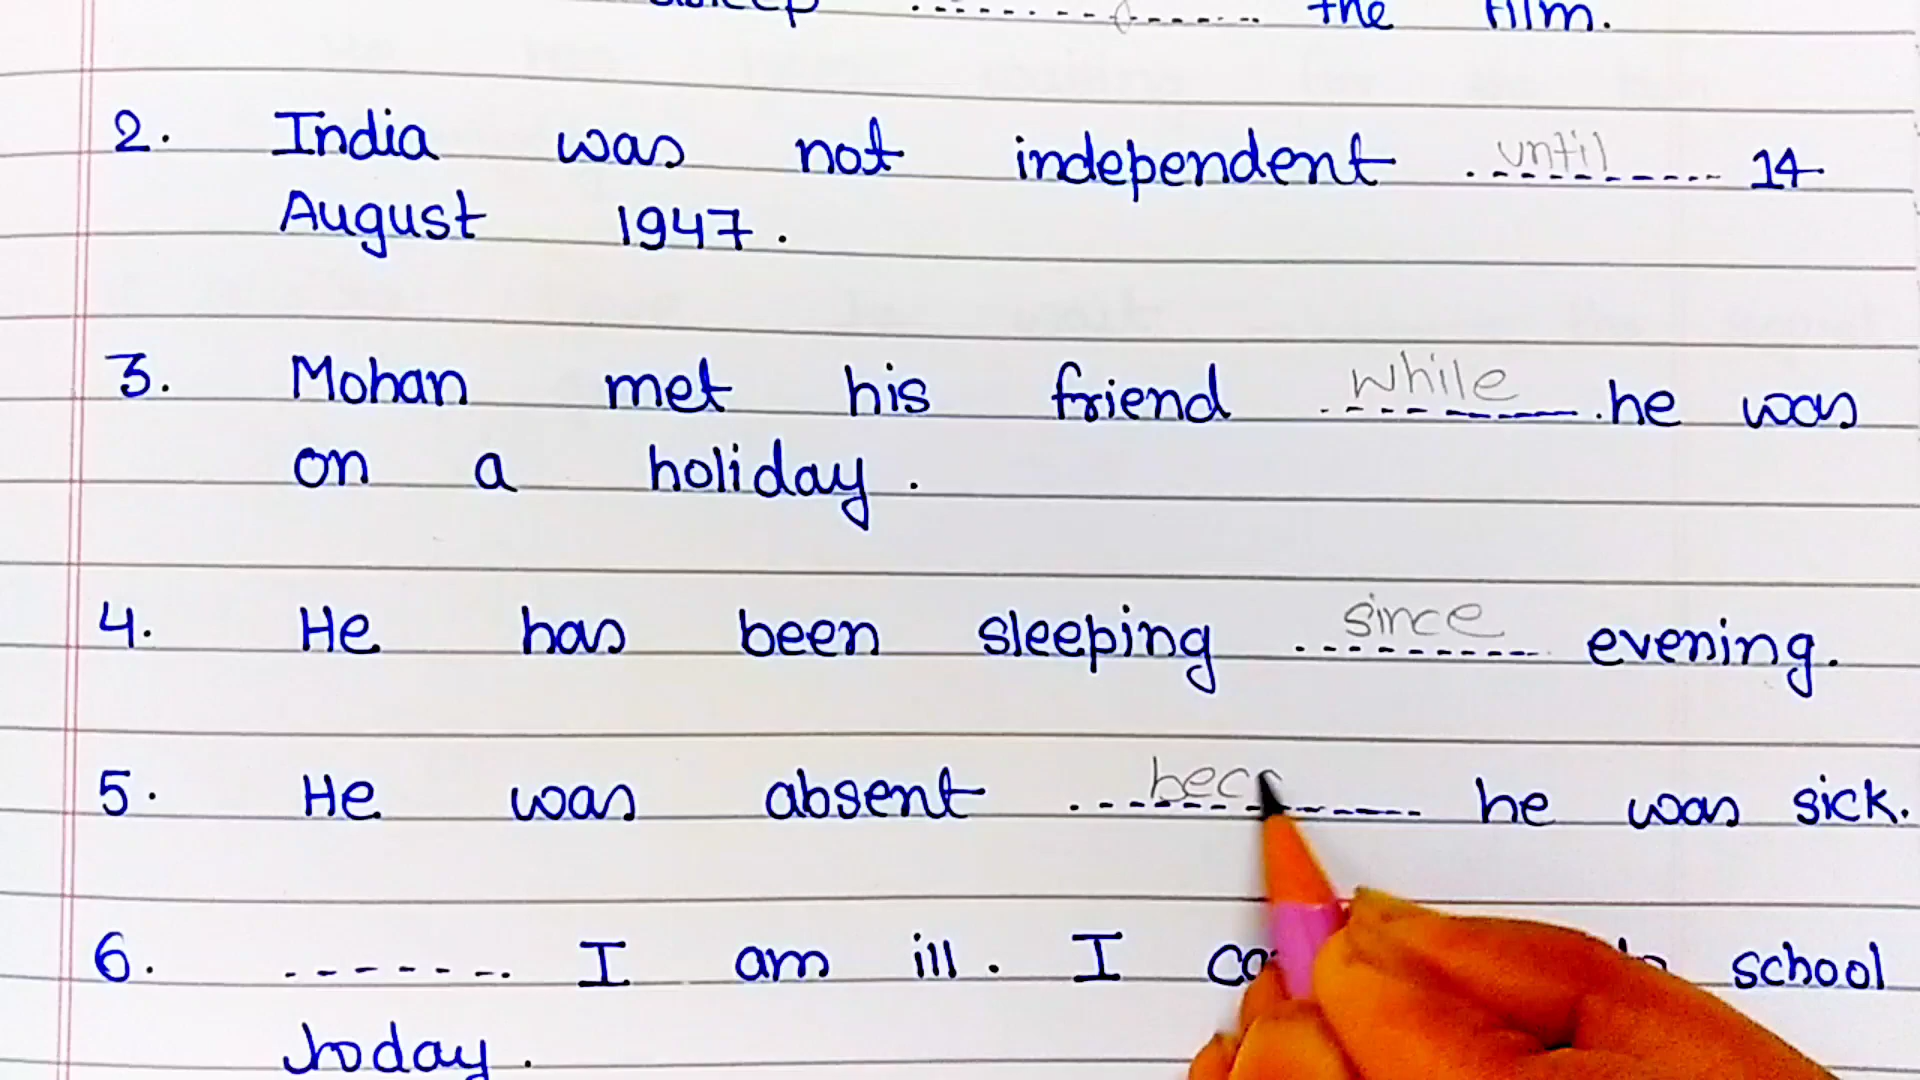 the film.
2. India was not independent until 14
August 1947.
3. Mohan met his friend while he was
on a holiday.
4. He has been sleeping since evening.
5. He was absent bec he was sick.
6. ------- I am ill. I school
today.